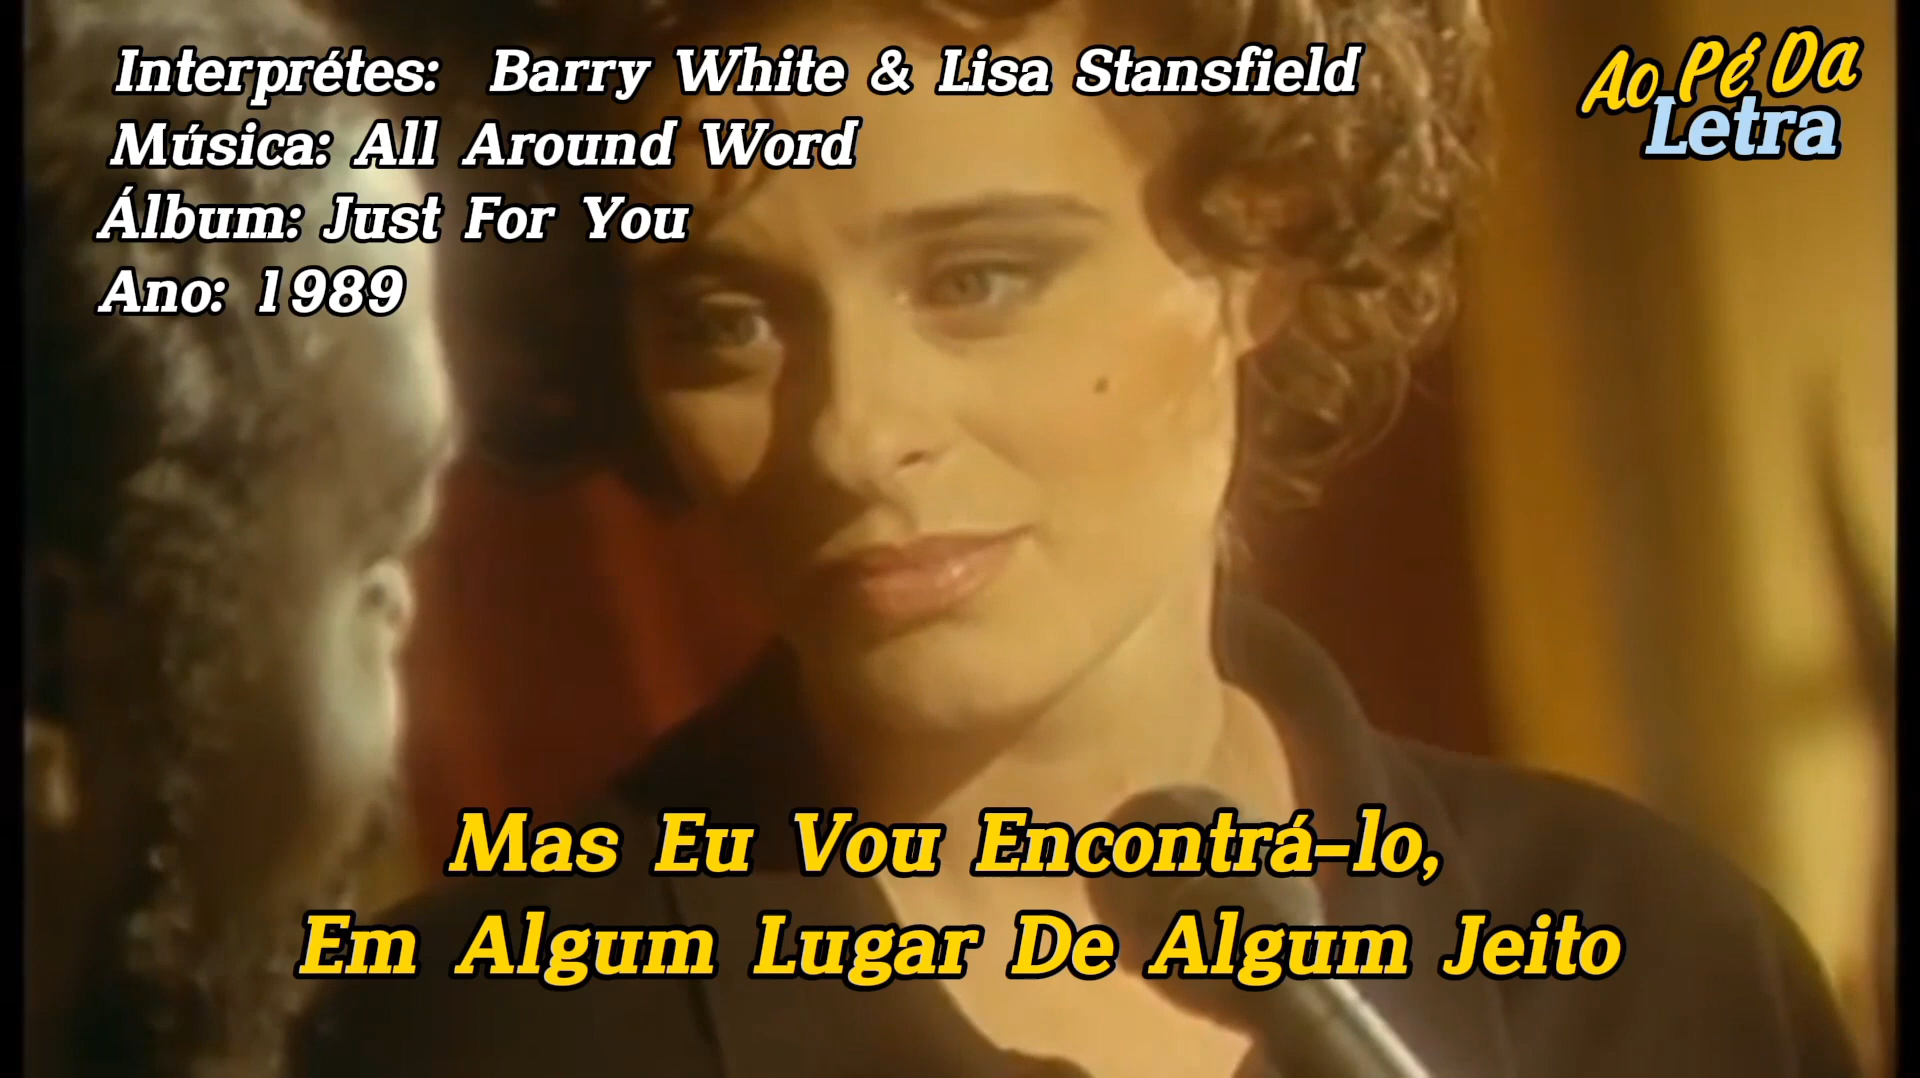 Interprétes: Barry White & Lisa Stansfield
Música: All Around Word
Álbum: Just For You
Ano: 1989
Ao Pé Da
Letra
Mas Eu Vou Encontrá-lo,
Em Algum Lugar De Algum Jeito